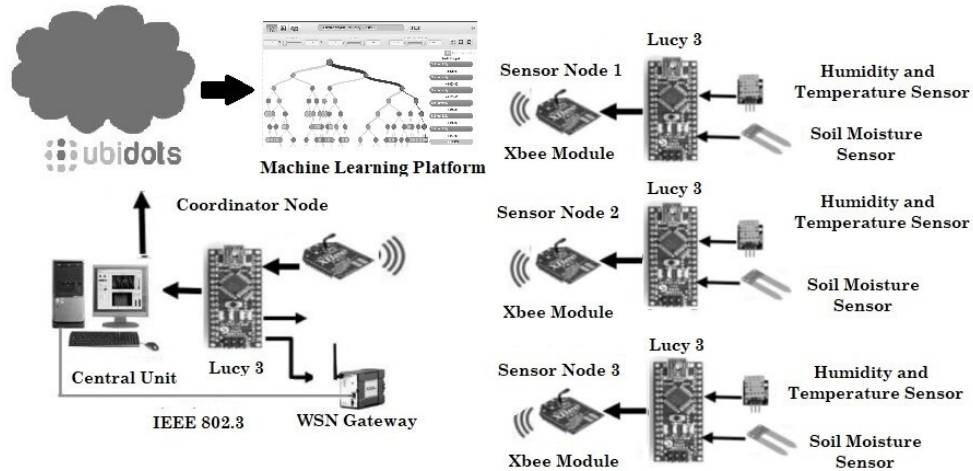 ubidots
Machine Learning Platform
Coordinator Node
Lucy 3
Central Unit
IEEE 802.3
WSN Gateway
Lucy 3
Sensor Node 1
Humidity and
Temperature Sensor
Soil Moisture
Sensor
Xbee Module
Lucy 3
Sensor Node 2
Humidity and
Temperature Sensor
Soil Moisture
Sensor
Xbee Module
Lucy 3
Sensor Node 3
Humidity and
Temperature Sensor
Soil Moisture
Sensor
Xbee Module